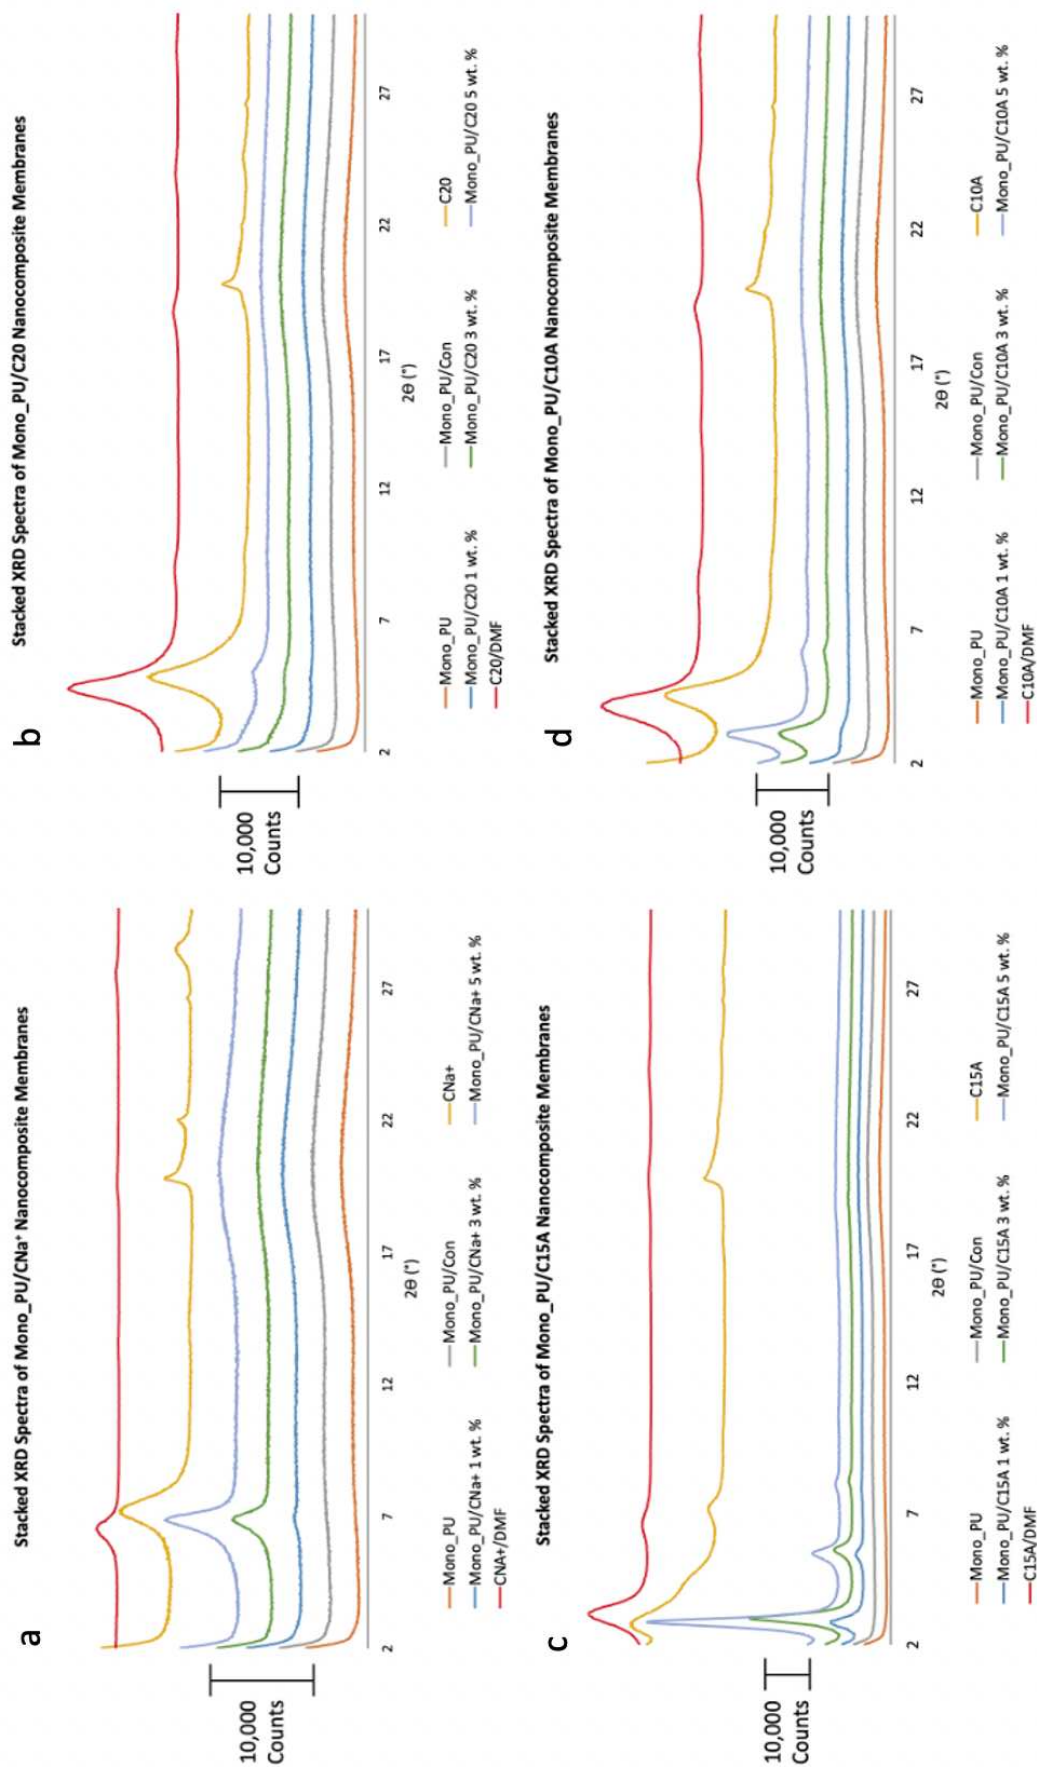 a
Stacked XRD Spectra of Mono_PU/CNa⁺ Nanocomposite Membranes
10,000
Counts
2 7 12 17 22 27
2θ (°)
Mono_PU Mono_PU/Con CNa+
Mono_PU/CNa+ 1 wt. % Mono_PU/CNa+ 3 wt. % Mono_PU/CNa+ 5 wt. %
CNA+/DMF
b
Stacked XRD Spectra of Mono_PU/C20 Nanocomposite Membranes
10,000
Counts
2 7 12 17 22 27
2θ (°)
Mono_PU Mono_PU/Con C20
Mono_PU/C20 1 wt. % Mono_PU/C20 3 wt. % Mono_PU/C20 5 wt. %
C20/DMF
c
Stacked XRD Spectra of Mono_PU/C15A Nanocomposite Membranes
10,000
Counts
2 7 12 17 22 27
2θ (°)
Mono_PU Mono_PU/Con C15A
Mono_PU/C15A 1 wt. % Mono_PU/C15A 3 wt. % Mono_PU/C15A 5 wt. %
C15A/DMF
d
Stacked XRD Spectra of Mono_PU/C10A Nanocomposite Membranes
10,000
Counts
2 7 12 17 22 27
2θ (°)
Mono_PU Mono_PU/Con C10A
Mono_PU/C10A 1 wt. % Mono_PU/C10A 3 wt. % Mono_PU/C10A 5 wt. %
C10A/DMF